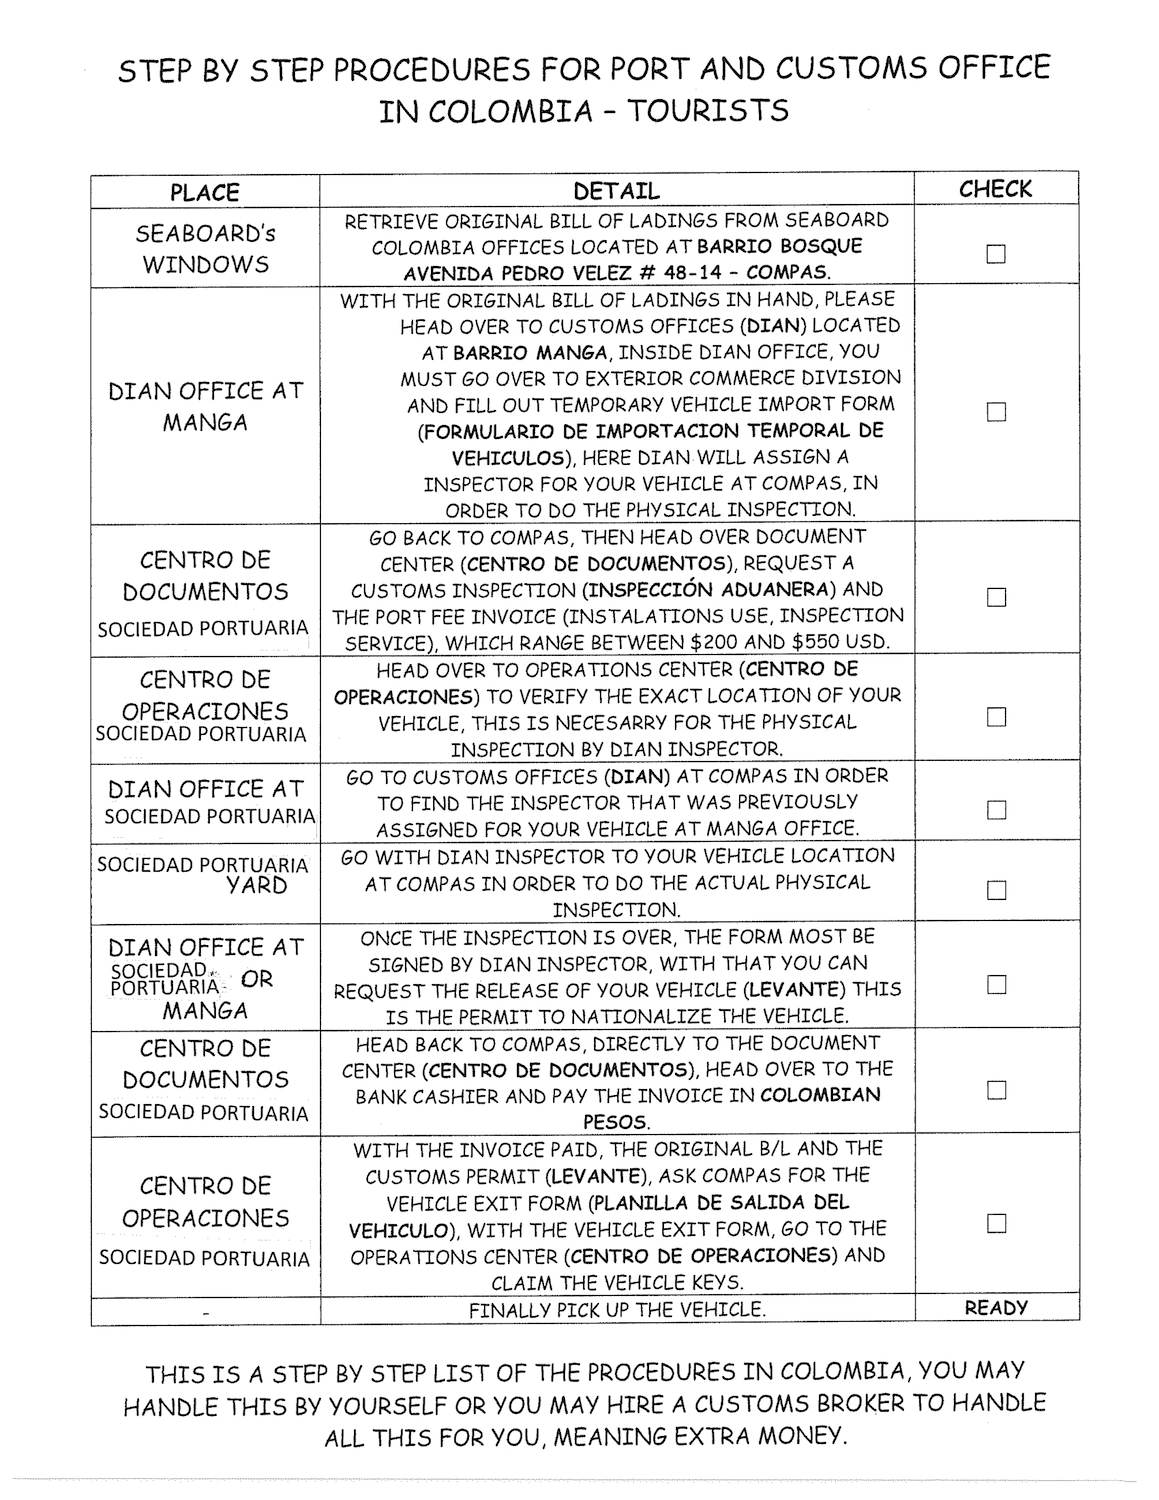 STEP BY STEP PROCEDURES FOR PORT AND CUSTOMS OFFICE
IN COLOMBIA - TOURISTS
PLACE DETAIL CHECK
SEABOARD's
WINDOWS
RETRIEVE ORIGINAL BILL OF LADINGS FROM SEABOARD
COLOMBIA OFFICES LOCATED AT BARRIO BOSQUE
AVENIDA PEDRO VELEZ # 48-14 - COMPAS.
DIAN OFFICE AT
MANGA
WITH THE ORIGINAL BILL OF LADINGS IN HAND, PLEASE
HEAD OVER TO CUSTOMS OFFICES (DIAN) LOCATED
AT BARRIO MANGA, INSIDE DIAN OFFICE, YOU
MUST GO OVER TO EXTERIOR COMMERCE DIVISION
AND FILL OUT TEMPORARY VEHICLE IMPORT FORM
(FORMULARIO DE IMPORTACION TEMPORAL DE
VEHICULOS), HERE DIAN WILL ASSIGN A
INSPECTOR FOR YOUR VEHICLE AT COMPAS, IN
ORDER TO DO THE PHYSICAL INSPECTION.
CENTRO DE
DOCUMENTOS
SOCIEDAD PORTUARIA
GO BACK TO COMPAS, THEN HEAD OVER DOCUMENT
CENTER (CENTRO DE DOCUMENTOS), REQUEST A
CUSTOMS INSPECTION (INSPECCIÓN ADUANERA) AND
THE PORT FEE INVOICE (INSTALATIONS USE, INSPECTION
SERVICE), WHICH RANGE BETWEEN $200 AND $550 USD.
CENTRO DE
OPERACIONES
SOCIEDAD PORTUARIA
HEAD OVER TO OPERATIONS CENTER (CENTRO DE
OPERACIONES) TO VERIFY THE EXACT LOCATION OF YOUR
VEHICLE, THIS IS NECESARRY FOR THE PHYSICAL
INSPECTION BY DIAN INSPECTOR.
DIAN OFFICE AT
SOCIEDAD PORTUARIA
GO TO CUSTOMS OFFICES (DIAN) AT COMPAS IN ORDER
TO FIND THE INSPECTOR THAT WAS PREVIOUSLY
ASSIGNED FOR YOUR VEHICLE AT MANGA OFFICE.
SOCIEDAD PORTUARIA
YARD
GO WITH DIAN INSPECTOR TO YOUR VEHICLE LOCATION
AT COMPAS IN ORDER TO DO THE ACTUAL PHYSICAL
INSPECTION.
DIAN OFFICE AT
SOCIEDAD
PORTUARIA OR
MANGA
ONCE THE INSPECTION IS OVER, THE FORM MOST BE
SIGNED BY DIAN INSPECTOR, WITH THAT YOU CAN
REQUEST THE RELEASE OF YOUR VEHICLE (LEVANTE) THIS
IS THE PERMIT TO NATIONALIZE THE VEHICLE.
CENTRO DE
DOCUMENTOS
SOCIEDAD PORTUARIA
HEAD BACK TO COMPAS, DIRECTLY TO THE DOCUMENT
CENTER (CENTRO DE DOCUMENTOS), HEAD OVER TO THE
BANK CASHIER AND PAY THE INVOICE IN COLOMBIAN
PESOS.
CENTRO DE
OPERACIONES
SOCIEDAD PORTUARIA
WITH THE INVOICE PAID, THE ORIGINAL B/L AND THE
CUSTOMS PERMIT (LEVANTE), ASK COMPAS FOR THE
VEHICLE EXIT FORM (PLANILLA DE SALIDA DEL
VEHICULO), WITH THE VEHICLE EXIT FORM, GO TO THE
OPERATIONS CENTER (CENTRO DE OPERACIONES) AND
CLAIM THE VEHICLE KEYS.
- FINALLY PICK UP THE VEHICLE. READY
THIS IS A STEP BY STEP LIST OF THE PROCEDURES IN COLOMBIA, YOU MAY
HANDLE THIS BY YOURSELF OR YOU MAY HIRE A CUSTOMS BROKER TO HANDLE
ALL THIS FOR YOU, MEANING EXTRA MONEY.